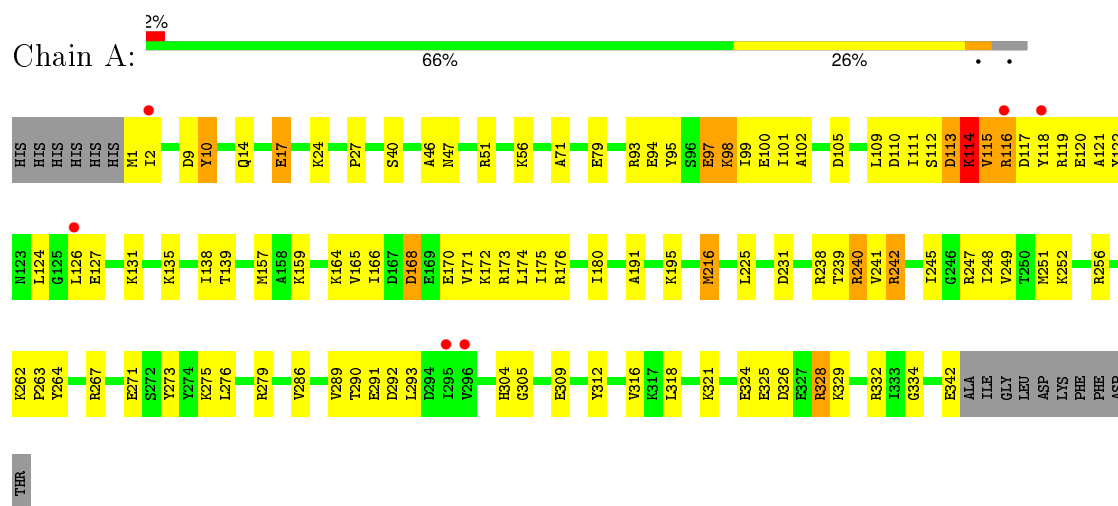 2%
Chain A:
66% 26% • •
HIS HIS HIS HIS HIS HIS M1 I2 D9 Y10 Q14 E17 K24 P27 S40 A46 N47 R51 K56 A71 E79 R93 E94 Y95 S96 E97 K98 I99 E100 I101 A102 D105 L109 D110 I111 S112 D113 K114 V115 R116 D117 Y118 R119 E120 A121 Y122
N123 L124 G125 L126 E127 K131 K135 I138 T139 M157 A158 K159 K164 V165 I166 D167 D168 E169 E170 V171 K172 R173 L174 I175 R176 I180 A191 K195 M216 L225 D231 R238 T239 R240 V241 R242 I245 G246 R247 I248 V249 T250 M251 K252 R256
K262 P263 Y264 R267 E271 S272 Y273 Y274 K275 L276 R279 V286 V289 T290 E291 D292 L293 D294 I295 V296 H304 G305 E309 Y312 V316 K317 L318 K321 E324 E325 D326 E327 R328 K329 R332 I333 G334 E342 ALA ILE GLY LEU ASP LYS PHE PHE ASP
THR